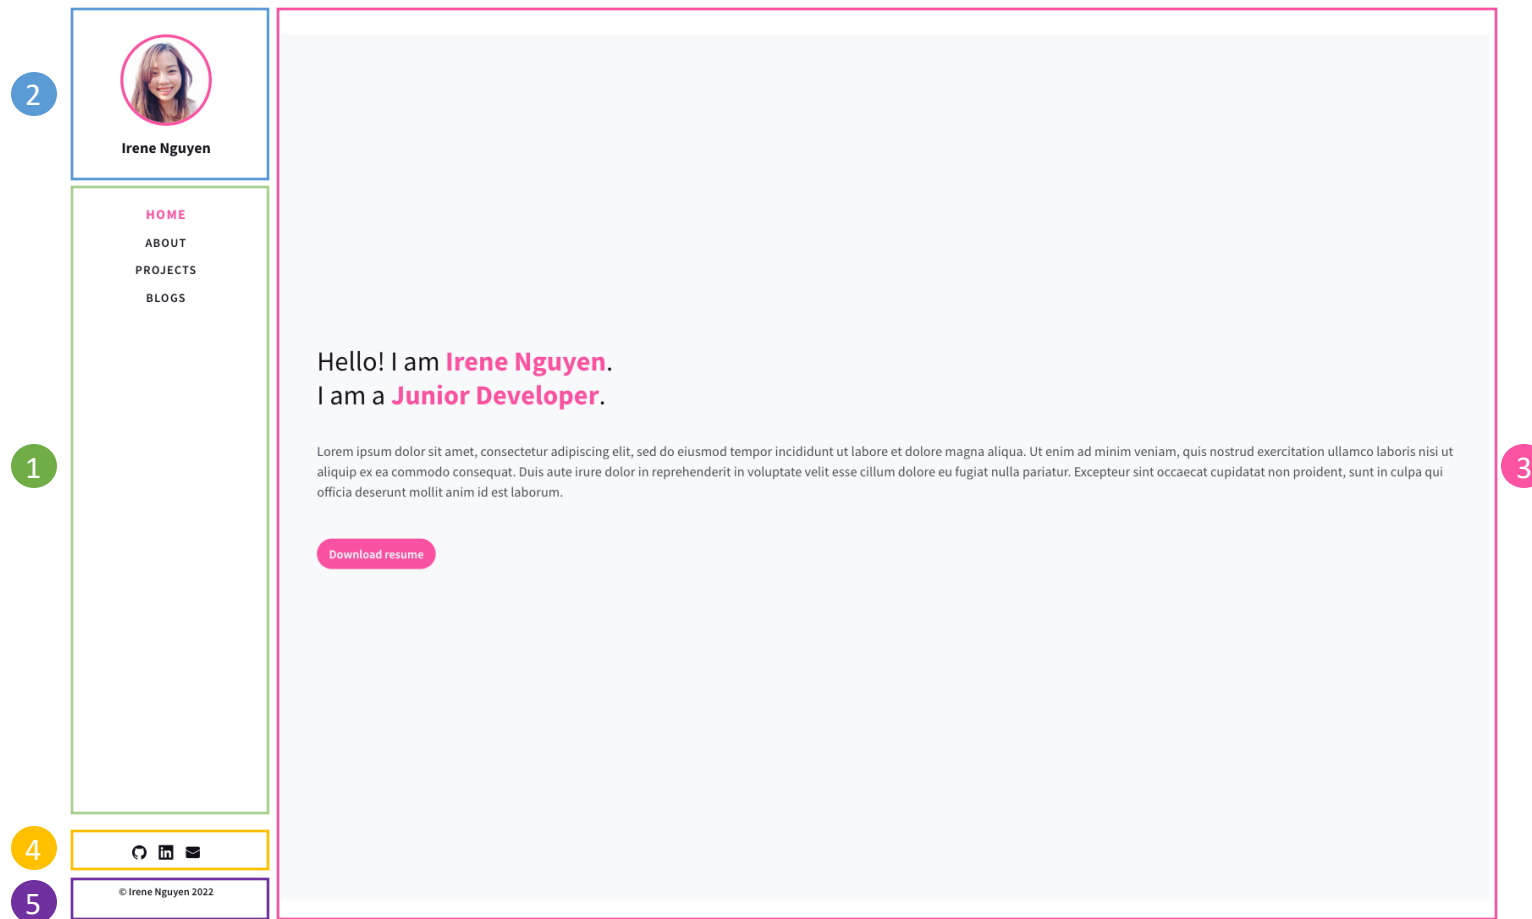 2
Irene Nguyen
HOME
ABOUT
PROJECTS
BLOGS
1
Hello! I am Irene Nguyen.
I am a Junior Developer.
Lorem ipsum dolor sit amet, consectetur adipiscing elit, sed do eiusmod tempor incididunt ut labore et dolore magna aliqua. Ut enim ad minim veniam, quis nostrud exercitation ullamco laboris nisi ut
aliquip ex ea commodo consequat. Duis aute irure dolor in reprehenderit in voluptate velit esse cillum dolore eu fugiat nulla pariatur. Excepteur sint occaecat cupidatat non proident, sunt in culpa qui
officia deserunt mollit anim id est laborum.
Download resume
3
4
in
5
© Irene Nguyen 2022